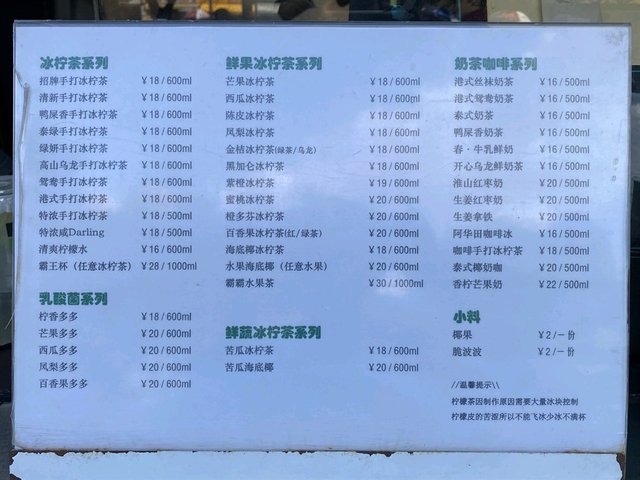 冰柠茶系列
招牌手打冰柠茶 ¥18/600ml
清新手打冰柠茶 ¥18/600ml
鸭屎香手打冰柠茶 ¥18/600ml
泰绿手打冰柠茶 ¥18/600ml
绿妍手打冰柠茶 ¥18/600ml
高山乌龙手打冰柠茶 ¥18/600ml
鸳鸯手打冰柠茶 ¥18/600ml
港式手打冰柠茶 ¥18/600ml
特浓手打冰柠茶 ¥18/500ml
特浓咸Darling ¥18/500ml
清爽柠檬水 ¥16/600ml
霸王杯（任意冰柠茶） ¥28/1000ml
乳酸菌系列
柠香多多 ¥18/600ml
芒果多多 ¥20/600ml
西瓜多多 ¥20/600ml
凤梨多多 ¥20/600ml
百香果多多 ¥20/600ml
鲜果冰柠茶系列
芒果冰柠茶 ¥18/600ml
西瓜冰柠茶 ¥18/600ml
陈皮冰柠茶 ¥18/600ml
凤梨冰柠茶 ¥18/600ml
金桔冰柠茶(绿茶/乌龙) ¥18/600ml
黑加仑冰柠茶 ¥18/600ml
紫橙冰柠茶 ¥19/600ml
蜜桃冰柠茶 ¥20/600ml
橙多芬冰柠茶 ¥20/600ml
百香果冰柠茶(红/绿茶) ¥20/600ml
海底椰冰柠茶 ¥18/600ml
水果海底椰（任意水果） ¥20/600ml
霸霸水果茶 ¥30/1000ml
鲜蔬冰柠茶系列
苦瓜冰柠茶 ¥18/600ml
苦瓜海底椰 ¥20/600ml
奶茶咖啡系列
港式丝袜奶茶 ¥16/500ml
港式鸳鸯奶茶 ¥16/500ml
泰式奶茶 ¥16/500ml
鸭屎香奶茶 ¥16/500ml
春·牛乳鲜奶 ¥16/500ml
开心乌龙鲜奶茶 ¥16/500ml
淮山红枣奶 ¥20/500ml
生姜红枣奶 ¥20/500ml
生姜拿铁 ¥20/500ml
阿华田咖啡冰 ¥16/500ml
咖啡手打冰柠茶 ¥18/500ml
泰式椰奶咖 ¥20/500ml
香柠芒果奶 ¥22/500ml
小料
椰果 ¥2/一份
脆波波 ¥2/一份
//温馨提示\\
柠檬茶因制作原因需要大量冰块控制
柠檬皮的苦涩所以不能飞冰少冰不满杯